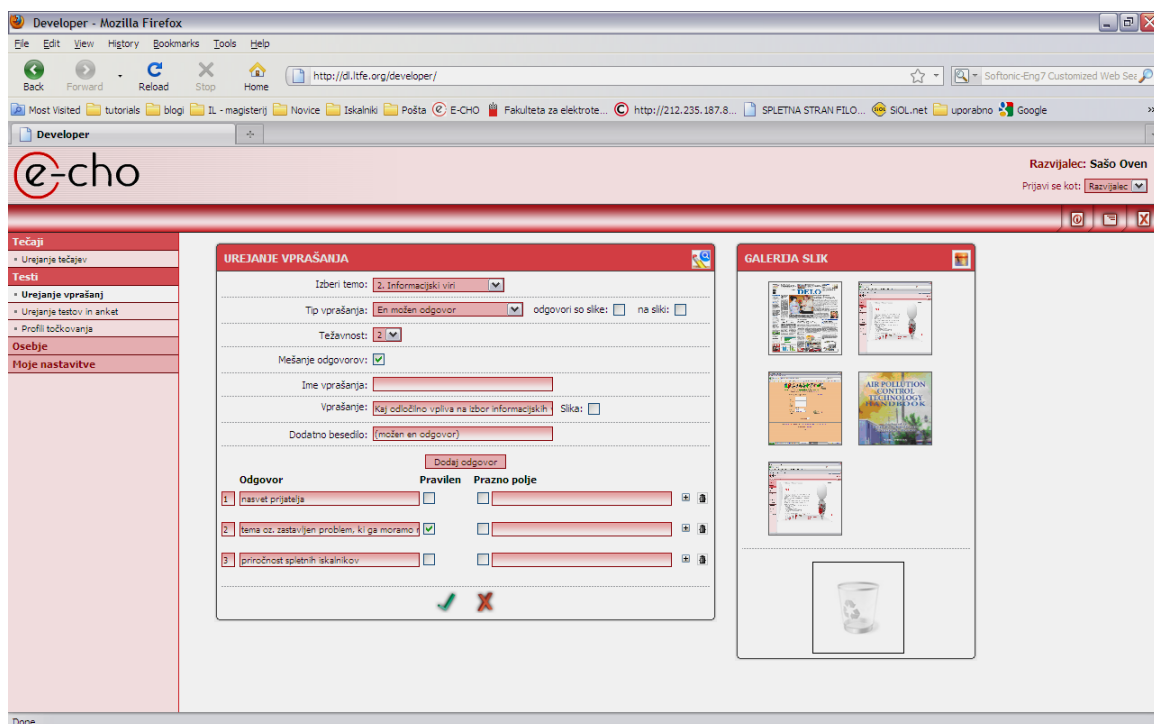 Developer - Mozilla Firefox
File Edit View History Bookmarks Tools Help
Back Forward Reload Stop Home http://dl.ltfe.org/developer/ Softonic-Eng7 Customized Web Sea
Most Visited tutorials blogi IL - magisterij Novice Iskalniki Pošta E-CHO Fakulteta za elektrote... http://212.235.187.8... SPLETNA STRAN FILO... SiOL.net uporabno Google »
Developer
e-cho
Razvijalec: Sašo Oven
Prijavi se kot: Razvijalec
Tečaji
Urejanje tečajev
Testi
Urejanje vprašanj
Urejanje testov in anket
Profili točkovanja
Osebje
Moje nastavitve
UREJANJE VPRAŠANJA
Izberi temo: 2. Informacijski viri
Tip vprašanja: En možen odgovor odgovori so slike: na sliki:
Težavnost: 2
Mešanje odgovorov:
Ime vprašanja:
Vprašanje: Kaj odločilno vpliva na izbor informacijskih Slika:
Dodatno besedilo: (možen en odgovor)
Dodaj odgovor
Odgovor Pravilen Prazno polje
1 nasvet prijatelja
2 tema oz. zastavljen problem, ki ga moramo
3 priročnost spletnih iskalnikov
GALERIJA SLIK
DELO
AIR POLLUTION
CONTROL
TECHNOLOGY
HANDBOOK
Done